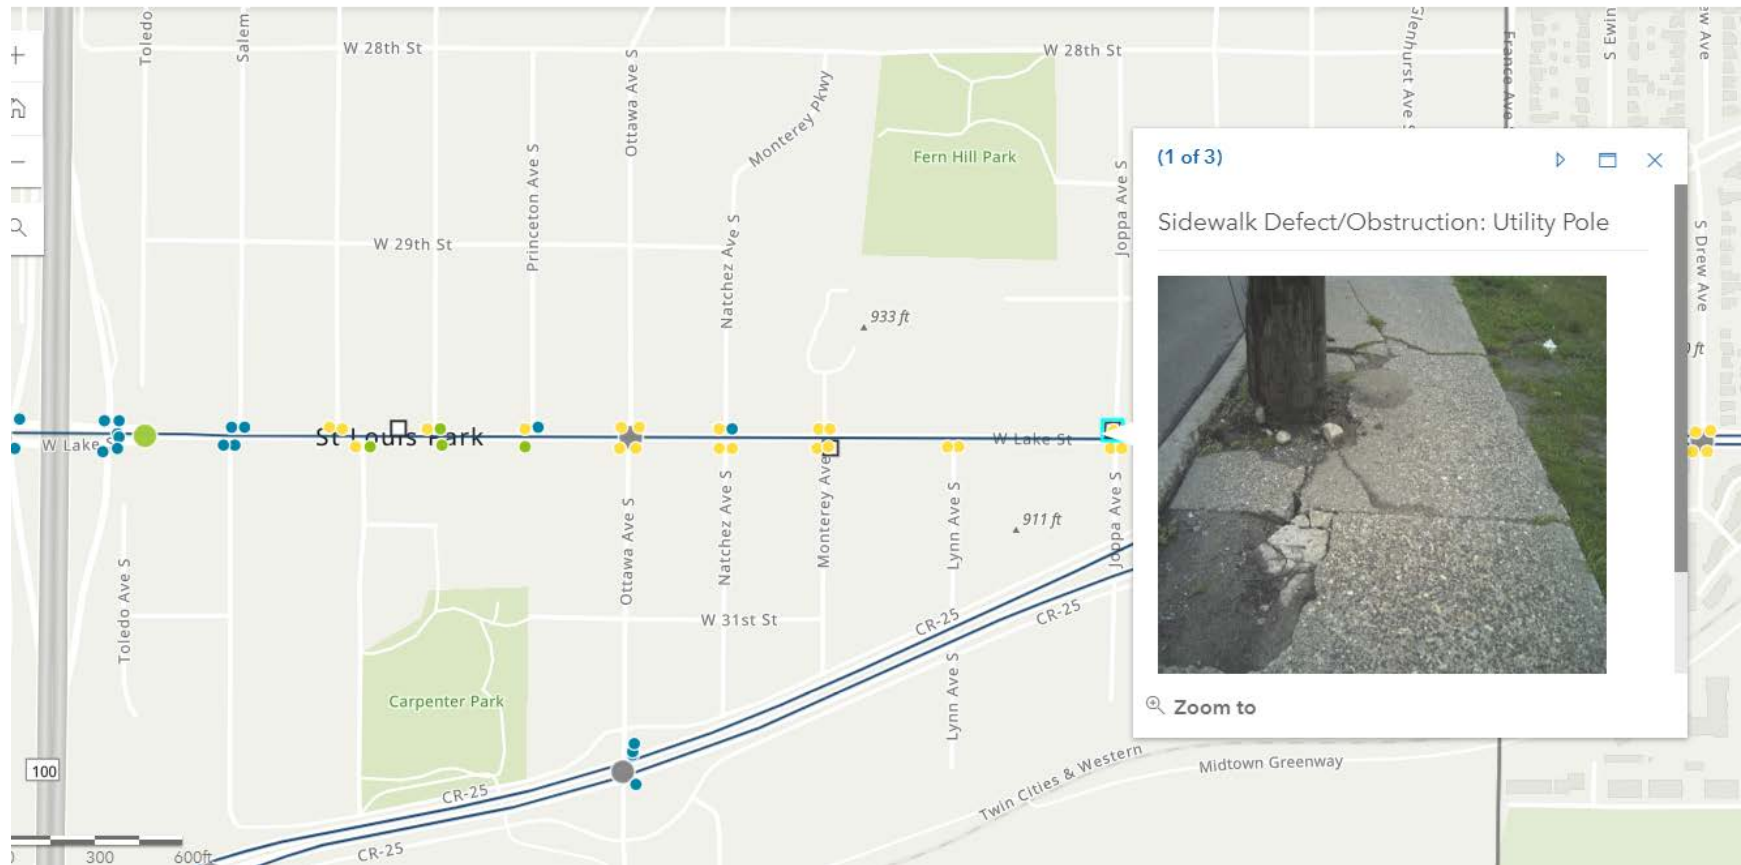 Toledo
Salem
W 28th St
W 28th St
Ottawa Ave S
Monterey Pkwy
Glenhurst Ave S
France Ave
S Ewin
ew Ave
Fern Hill Park
(1 of 3)
Sidewalk Defect/Obstruction: Utility Pole
Princeton Ave S
Joppa Ave S
W 29th St
Natchez Ave S
S Drew Ave
933 ft
ft
W Lake S
St Louis Park
W Lake St
Ottawa Ave S
Natchez Ave S
Monterey Ave
Lynn Ave S
911 ft
Joppa Ave S
Toledo Ave S
W 31st St
CR-25
CR-25
Carpenter Park
Lynn Ave S
Zoom to
100
CR-25
Twin Cities & Western
Midtown Greenway
300
600ft
CR-25